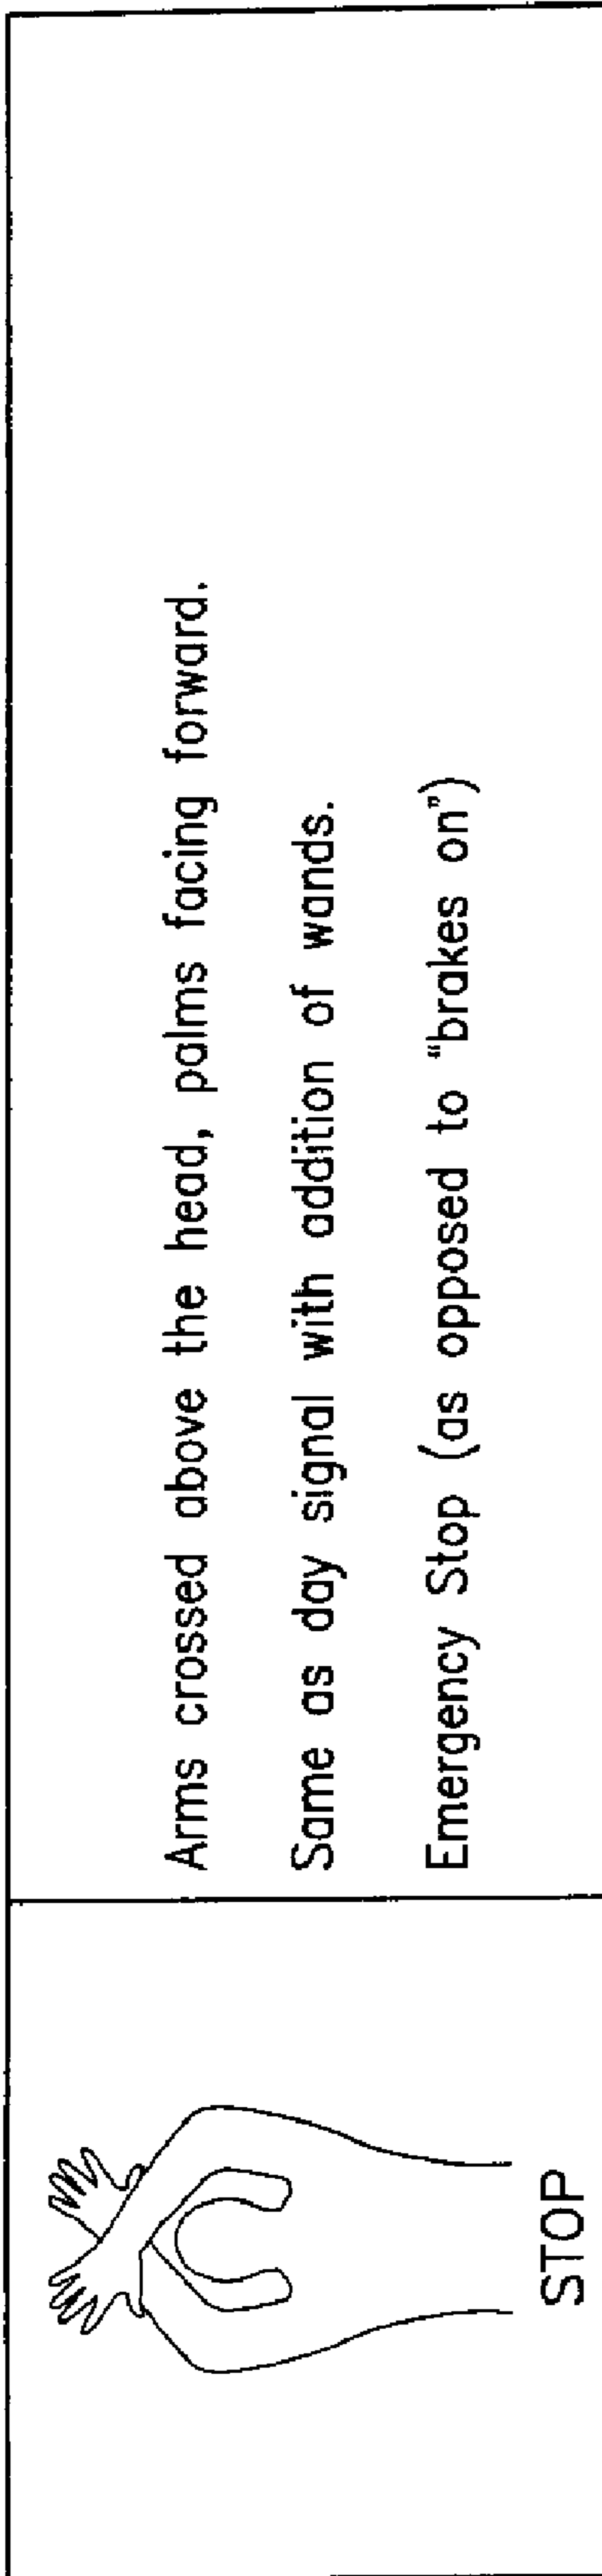 Arms crossed above the head, palms facing forward.
Same as day signal with addition of wands.
Emergency Stop (as opposed to “brakes on”)
STOP